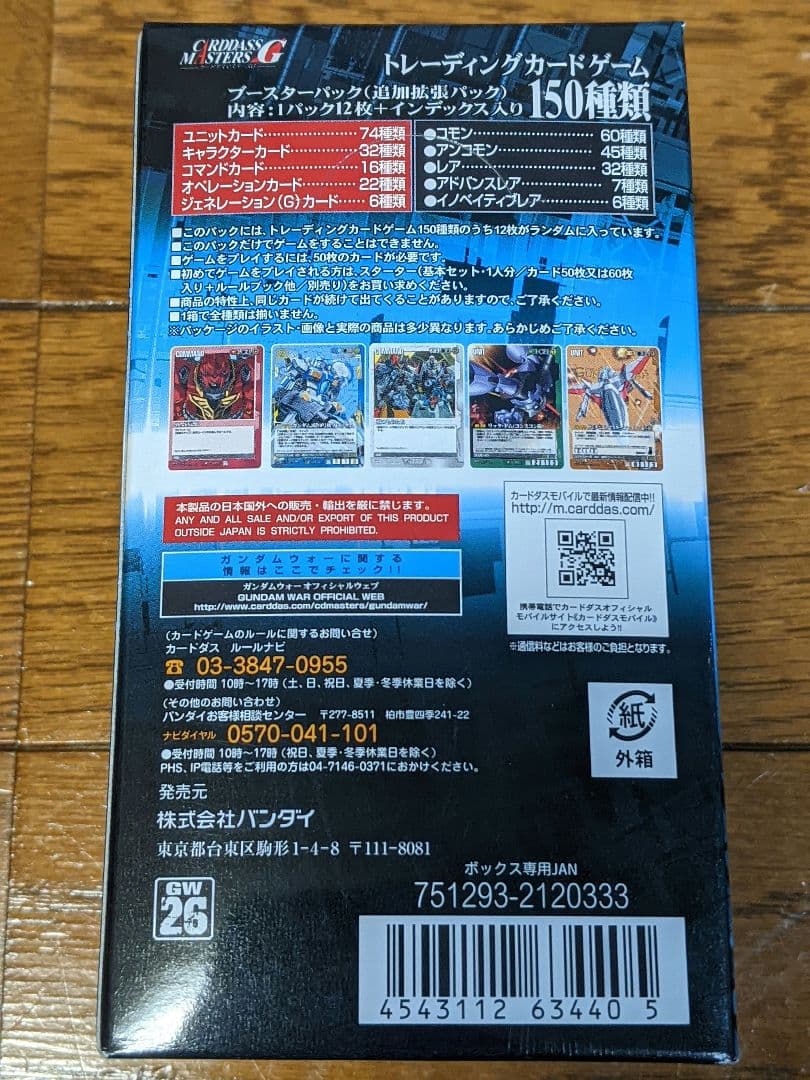 CARDDASS
MASTERS G
トレーディングカードゲーム
ブースターパック(追加拡張パック)
内容:1パック12枚+インデックス入り 150種類
ユニットカード………………74種類
キャラクターカード…………32種類
コマンドカード………………16種類
オペレーションカード………22種類
ジェネレーション(G)カード……6種類
●コモン………………60種類
●アンコモン…………45種類
●レア…………………32種類
●アドバンスレア………7種類
●イノベイティブレア……6種類
■このパックには、トレーディングカードゲーム150種類のうち12枚がランダムに入っています。
■このパックだけでゲームをすることはできません。
■ゲームをプレイするには、50枚のカードが必要です。
■初めてゲームをプレイされる方は、スターター(基本セット・1人分/カード50枚又は60枚
入り+ルールブック他/別売り)をお買い求めください。
■商品の特性上、同じカードが続けて出てくることがありますので、ご了承ください。
■1箱で全種類は揃いません。
※パッケージのイラスト・画像と実際の商品は多少異なります。あらかじめご了承ください。
COMMAND
UNIT
UNIT
本製品の日本国外への販売・輸出を厳に禁じます。
ANY AND ALL SALE AND/OR EXPORT OF THIS PRODUCT
OUTSIDE JAPAN IS STRICTLY PROHIBITED.
ガンダムウォーに関する
情報はここでチェック!!
ガンダムウォー オフィシャルウェブ
GUNDAM WAR OFFICIAL WEB
http://www.carddas.com/cdmasters/gundamwar/
カードダスモバイルで最新情報配信中!!
http://m.carddas.com/
携帯電話でカードダスオフィシャル
モバイルサイト《カードダスモバイル》
にアクセスしよう!!
※通信料などはお客様のご負担となります。
(カードゲームのルールに関するお問い合せ)
カードダス ルールナビ
☎ 03-3847-0955
●受付時間 10時〜17時(土、日、祝日、夏季・冬季休業日を除く)
(その他のお問い合わせ)
バンダイお客様相談センター 〒277-8511 柏市豊四季241-22
ナビダイヤル 0570-041-101
●受付時間 10時〜17時(祝日、夏季・冬季休業日を除く)
PHS、IP電話等をご利用の方は04-7146-0371におかけください。
紙
外箱
発売元
株式会社バンダイ
東京都台東区駒形1-4-8 〒111-8081
GW
26
ボックス専用JAN
751293-2120333
4543112 63440 5